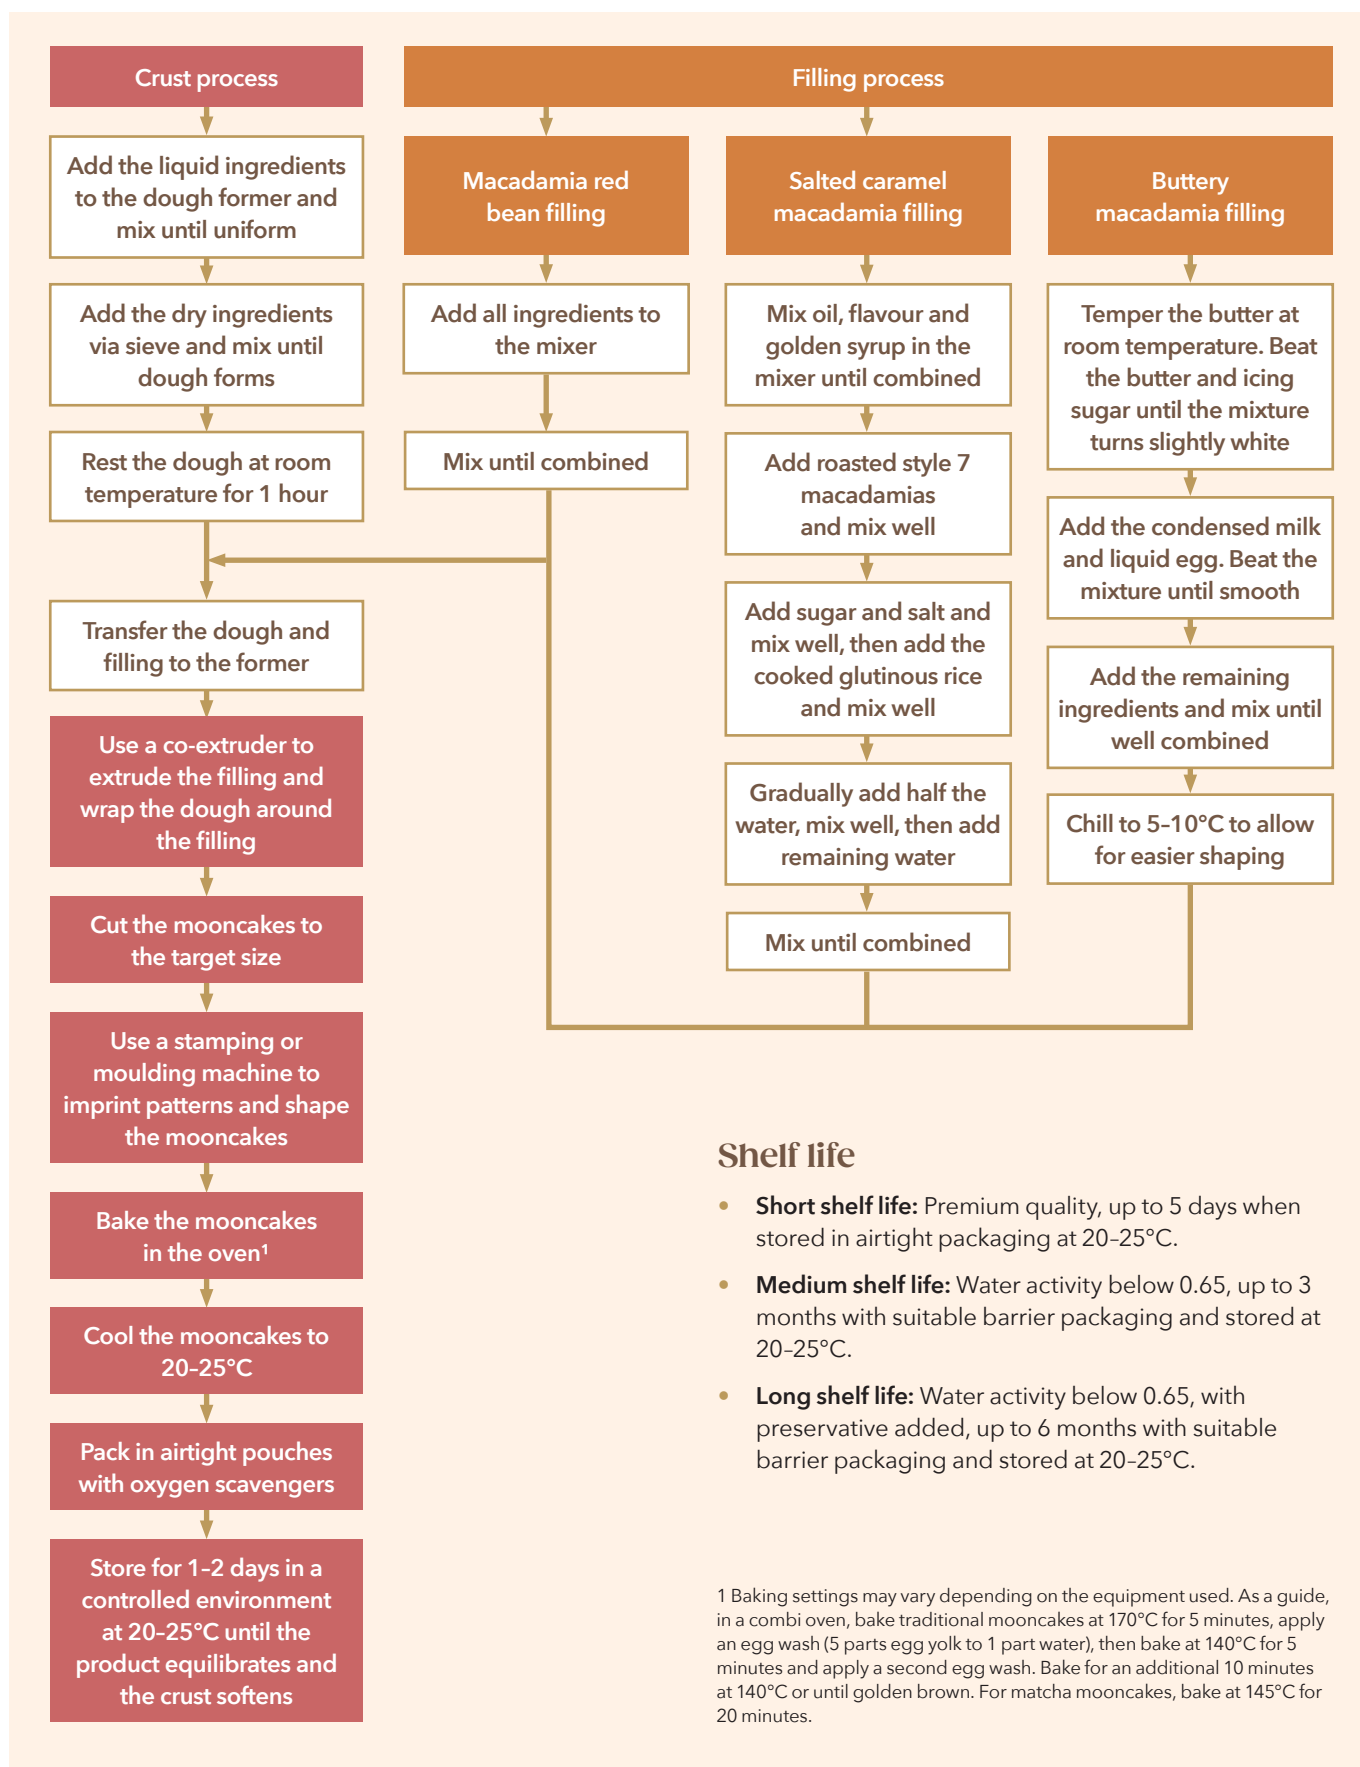 Crust process
Add the liquid ingredients
to the dough former and
mix until uniform
Add the dry ingredients
via sieve and mix until
dough forms
Rest the dough at room
temperature for 1 hour
Transfer the dough and
filling to the former
Use a co-extruder to
extrude the filling and
wrap the dough around
the filling
Cut the mooncakes to
the target size
Use a stamping or
moulding machine to
imprint patterns and shape
the mooncakes
Bake the mooncakes
in the oven¹
Cool the mooncakes to
20–25°C
Pack in airtight pouches
with oxygen scavengers
Store for 1–2 days in a
controlled environment
at 20–25°C until the
product equilibrates and
the crust softens
Filling process
Macadamia red
bean filling
Add all ingredients to
the mixer
Mix until combined
Salted caramel
macadamia filling
Mix oil, flavour and
golden syrup in the
mixer until combined
Add roasted style 7
macadamias
and mix well
Add sugar and salt and
mix well, then add the
cooked glutinous rice
and mix well
Gradually add half the
water, mix well, then add
remaining water
Mix until combined
Buttery
macadamia filling
Temper the butter at
room temperature. Beat
the butter and icing
sugar until the mixture
turns slightly white
Add the condensed milk
and liquid egg. Beat the
mixture until smooth
Add the remaining
ingredients and mix until
well combined
Chill to 5–10°C to allow
for easier shaping
Shelf life
• Short shelf life: Premium quality, up to 5 days when
stored in airtight packaging at 20–25°C.
• Medium shelf life: Water activity below 0.65, up to 3
months with suitable barrier packaging and stored at
20–25°C.
• Long shelf life: Water activity below 0.65, with
preservative added, up to 6 months with suitable
barrier packaging and stored at 20–25°C.
1 Baking settings may vary depending on the equipment used. As a guide,
in a combi oven, bake traditional mooncakes at 170°C for 5 minutes, apply
an egg wash (5 parts egg yolk to 1 part water), then bake at 140°C for 5
minutes and apply a second egg wash. Bake for an additional 10 minutes
at 140°C or until golden brown. For matcha mooncakes, bake at 145°C for
20 minutes.